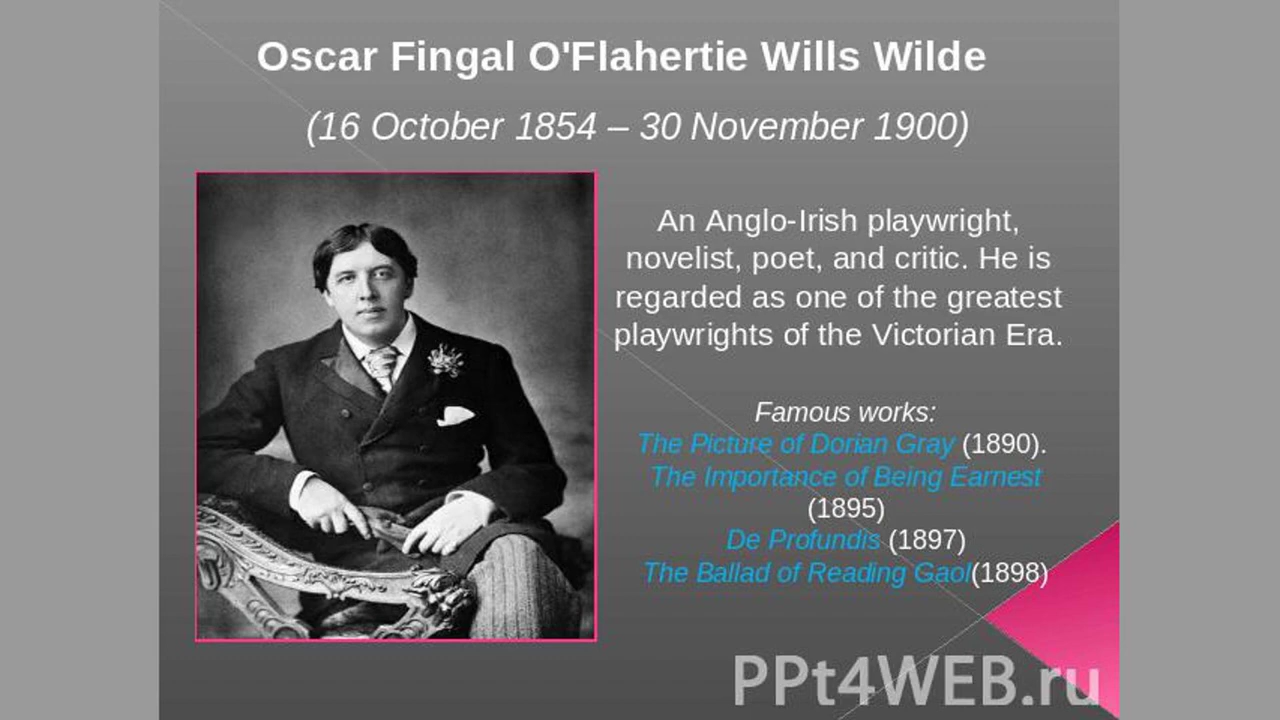 Oscar Fingal O'Flahertie Wills Wilde
(16 October 1854 – 30 November 1900)
An Anglo-Irish playwright,
novelist, poet, and critic. He is
regarded as one of the greatest
playwrights of the Victorian Era.
Famous works:
The Picture of Dorian Gray (1890).
The Importance of Being Earnest
(1895)
De Profundis (1897)
The Ballad of Reading Gaol(1898)
PPt4WEB.ru